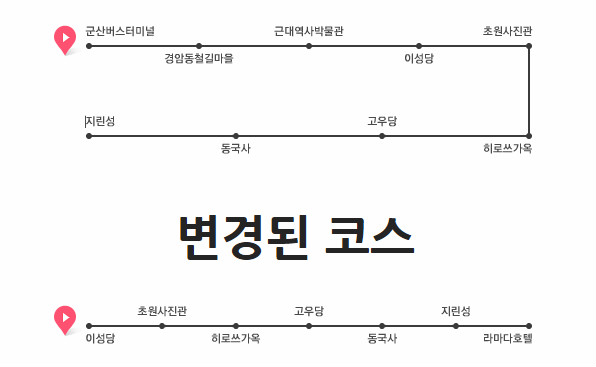 군산버스터미널 근대역사박물관 초원사진관
경암동철길마을 이성당
지린성 고우당
동국사 히로쓰가옥
변경된 코스
초원사진관 고우당 지린성
이성당 히로쓰가옥 동국사 라마다호텔